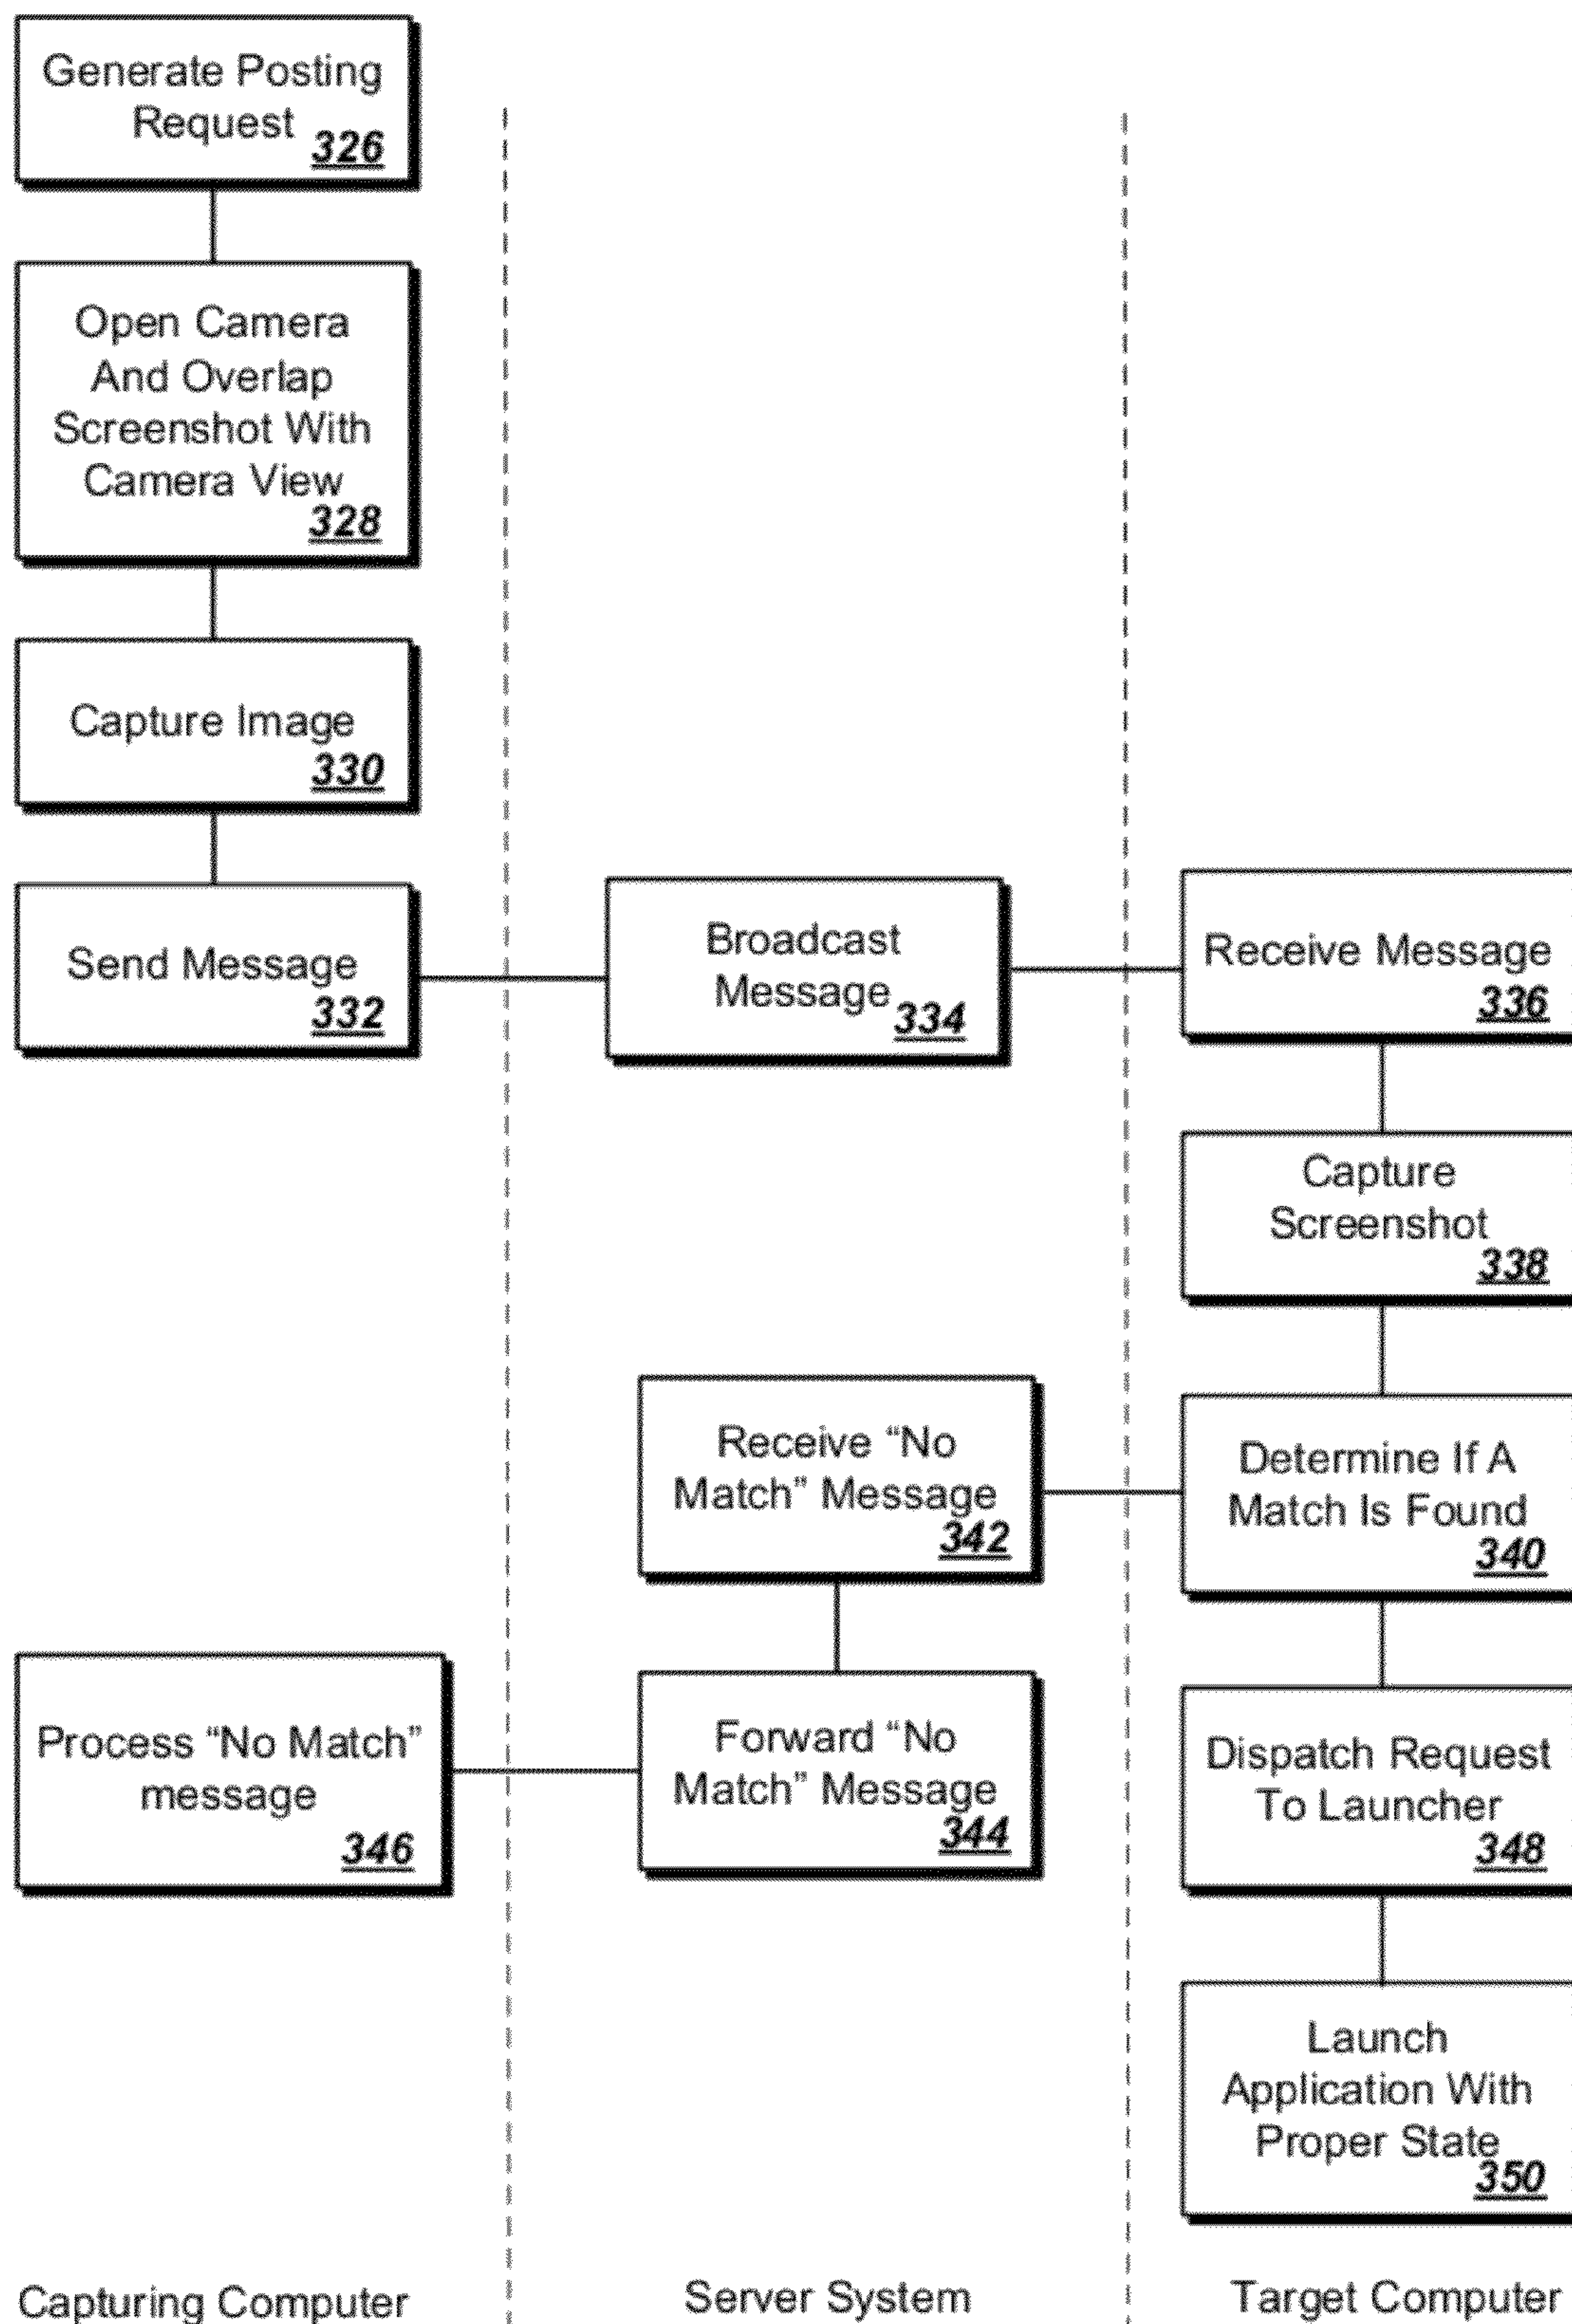 Generate Posting
Request 326
Open Camera
And Overlap
Screenshot With
Camera View
328
Capture Image
330
Send Message
332
Broadcast
Message 334
Receive Message
336
Capture
Screenshot
338
Determine If A
Match Is Found
340
Receive “No
Match” Message
342
Forward “No
Match” Message
344
Process “No Match”
message
346
Dispatch Request
To Launcher
348
Launch
Application With
Proper State
350
Capturing Computer
Server System
Target Computer